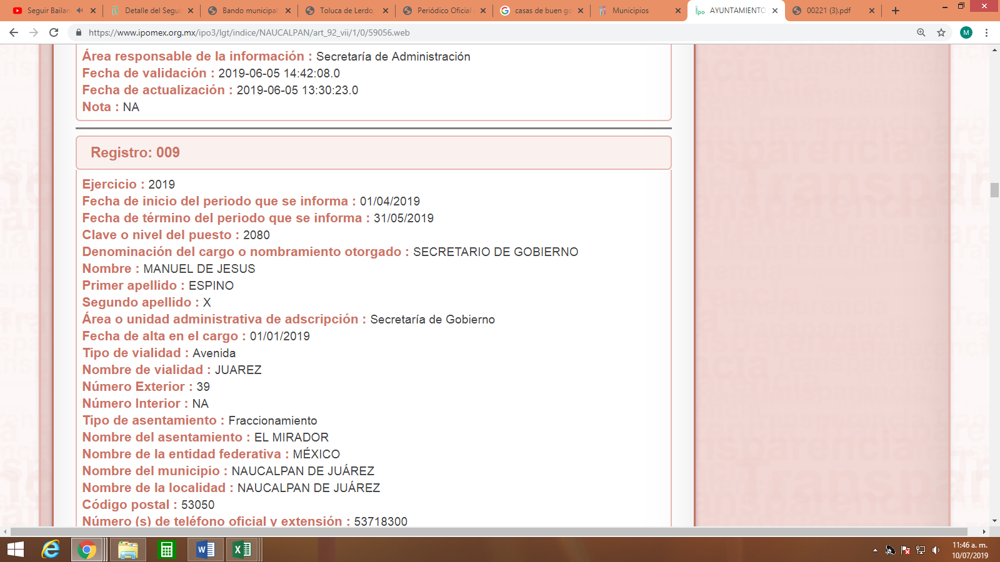 Seguir Bailan
Detalle del Segui
Bando municipal
Toluca de Lerdo,
Periódico Oficial
casas de buen go
Municipios
ipo AYUNTAMIENTO
00221 (3).pdf
https://www.ipomex.org.mx/ipo3/lgt/indice/NAUCALPAN/art_92_vii/1/0/59056.web
M
Área responsable de la información : Secretaría de Administración
Fecha de validación : 2019-06-05 14:42:08.0
Fecha de actualización : 2019-06-05 13:30:23.0
Nota : NA
Registro: 009
Ejercicio : 2019
Fecha de inicio del periodo que se informa : 01/04/2019
Fecha de término del periodo que se informa : 31/05/2019
Clave o nivel del puesto : 2080
Denominación del cargo o nombramiento otorgado : SECRETARIO DE GOBIERNO
Nombre : MANUEL DE JESUS
Primer apellido : ESPINO
Segundo apellido : X
Área o unidad administrativa de adscripción : Secretaría de Gobierno
Fecha de alta en el cargo : 01/01/2019
Tipo de vialidad : Avenida
Nombre de vialidad : JUAREZ
Número Exterior : 39
Número Interior : NA
Tipo de asentamiento : Fraccionamiento
Nombre del asentamiento : EL MIRADOR
Nombre de la entidad federativa : MÉXICO
Nombre del municipio : NAUCALPAN DE JUÁREZ
Nombre de la localidad : NAUCALPAN DE JUÁREZ
Código postal : 53050
Número (s) de teléfono oficial y extensión : 53718300
11:46 a. m.
10/07/2019